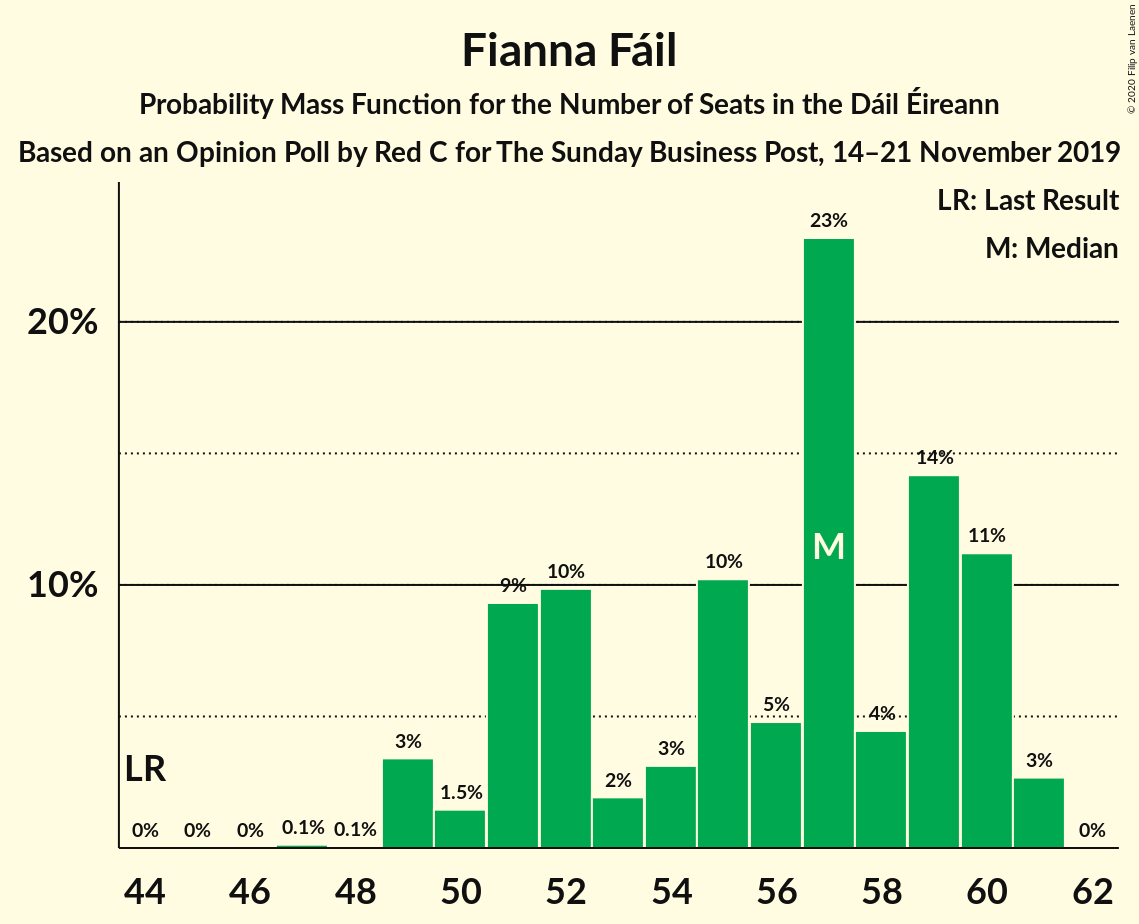 Fianna Fáil
Probability Mass Function for the Number of Seats in the Dáil Éireann
Based on an Opinion Poll by Red C for The Sunday Business Post, 14–21 November 2019
© 2020 Filip van Laenen
LR: Last Result
M: Median
20%
10%
23%
14%
11%
10%
10%
9%
5%
4%
3%
3%
3%
2%
1.5%
0.1%
0.1%
0%
0%
0%
0%
M
LR
44 46 48 50 52 54 56 58 60 62